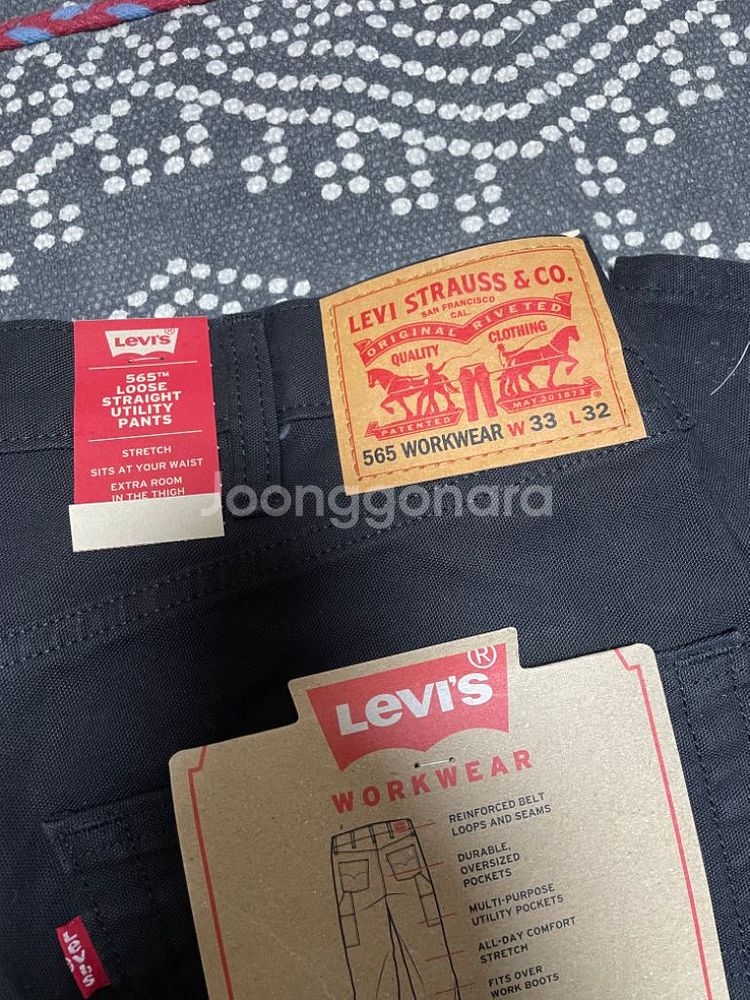 LEVI'S®
565™
LOOSE
STRAIGHT
UTILITY
PANTS
STRETCH
SITS AT YOUR WAIST
EXTRA ROOM
IN THE THIGH
LEVI STRAUSS & CO.
SAN FRANCISCO
CAL.
ORIGINAL RIVETED
QUALITY CLOTHING
PATENTED MAY 20 1873 ®
565 WORKWEAR W 33 L 32
Joonggonara
LEVI'S®
WORKWEAR
REINFORCED BELT
LOOPS AND SEAMS
DURABLE,
OVERSIZED
POCKETS
MULTI-PURPOSE
UTILITY POCKETS
ALL-DAY COMFORT
STRETCH
FITS OVER
WORK BOOTS
LEVI'S